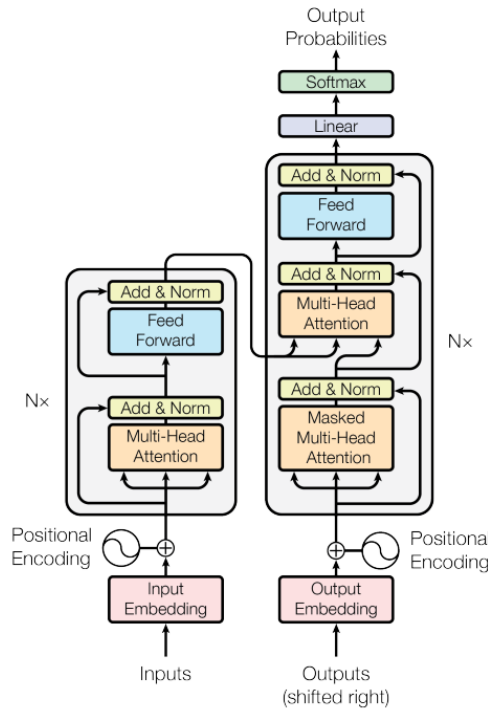 Output
Probabilities
Softmax
Linear
Add & Norm
Feed
Forward
Add & Norm
Multi-Head
Attention
Nx
Add & Norm
Masked
Multi-Head
Attention
Positional
Encoding
Output
Embedding
Outputs
(shifted right)
Add & Norm
Feed
Forward
Nx
Add & Norm
Multi-Head
Attention
Positional
Encoding
Input
Embedding
Inputs